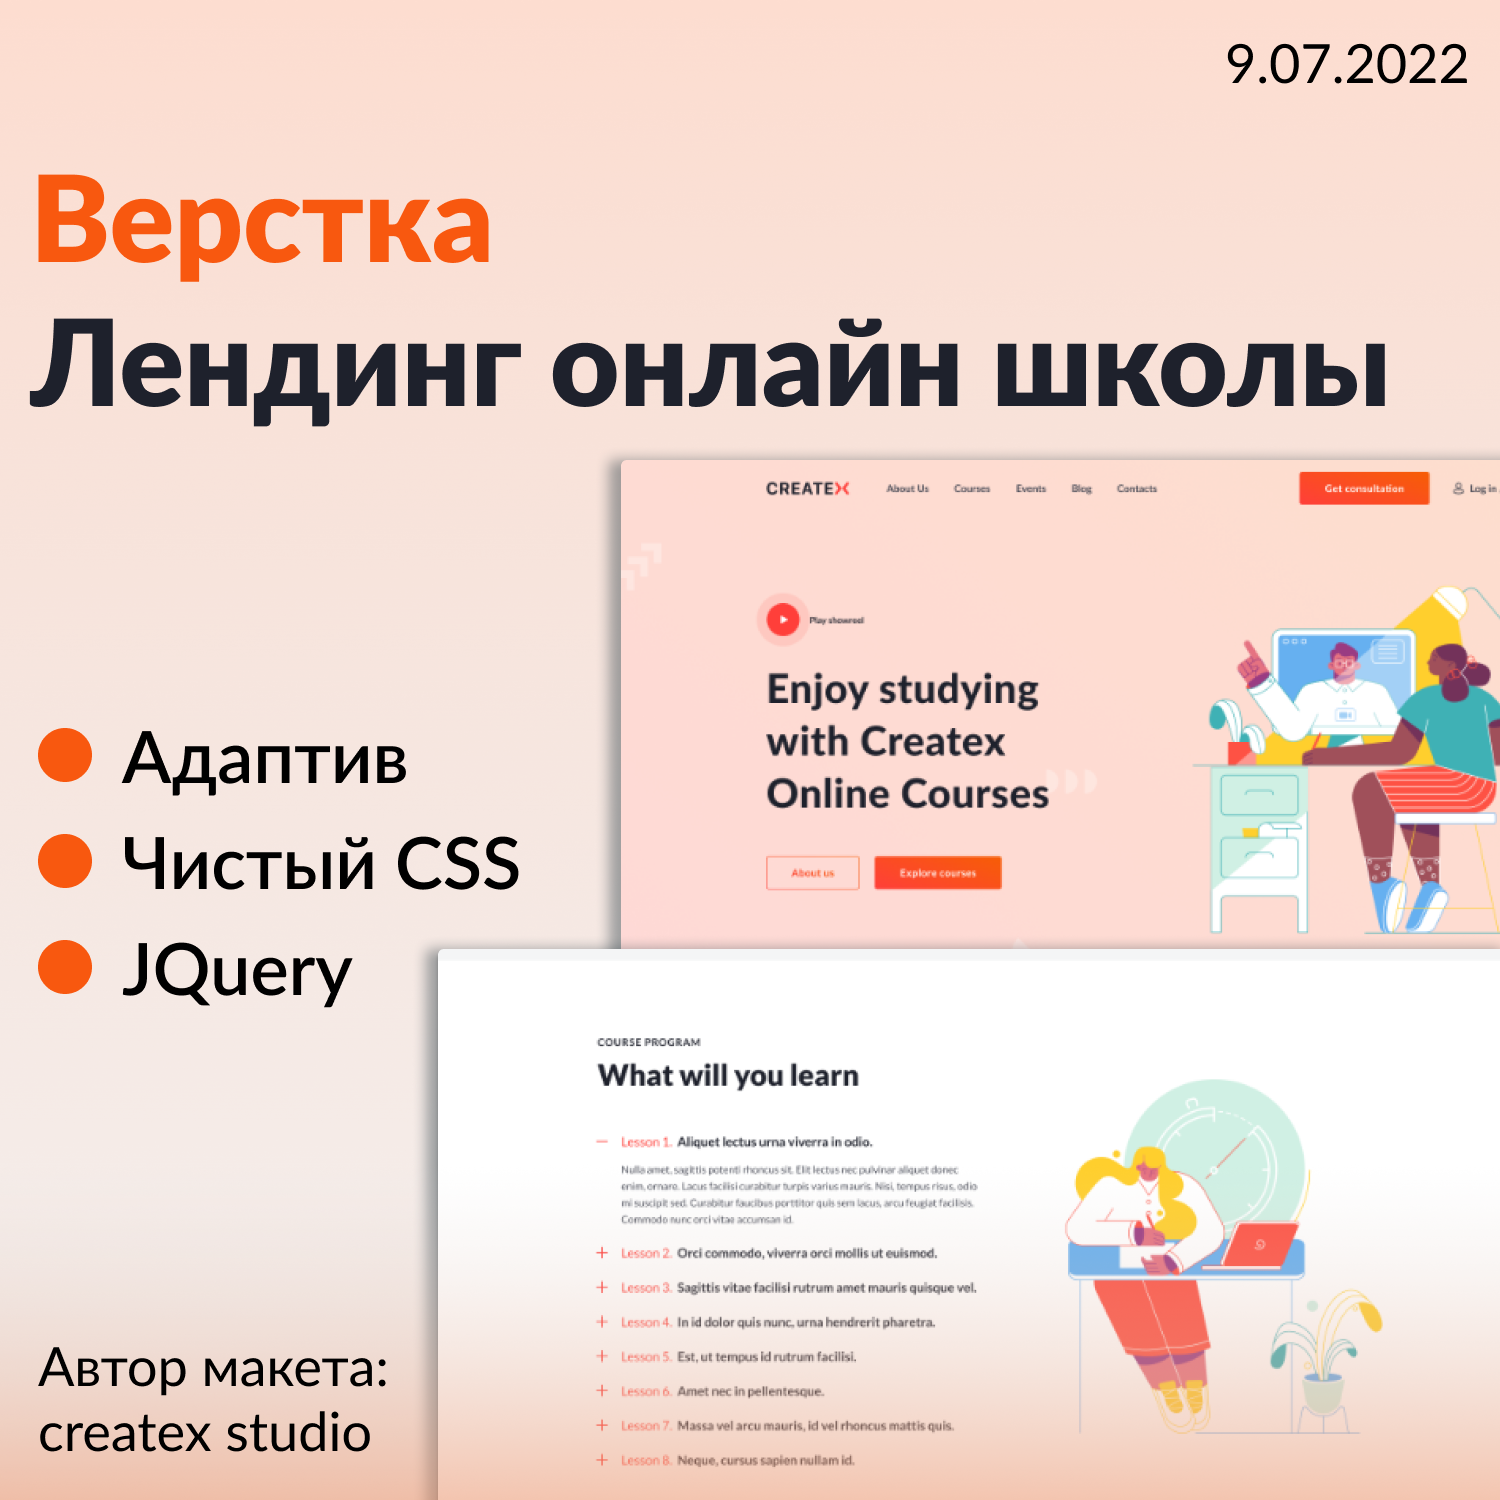 9.07.2022
Верстка
Лендинг онлайн школы
CREATEX About Us Courses Events Blog Contacts Get consultation Log in
Play showreel
Enjoy studying
with Createx
Online Courses
About us Explore courses
Адаптив
Чистый CSS
JQuery
COURSE PROGRAM
What will you learn
Lesson 1. Aliquet lectus urna viverra in odio.
Nulla amet, sagittis potenti rhoncus sit. Elit lectus nec pulvinar aliquet donec
enim, ornare. Lacus facilisi curabitur turpis varius mauris. Nisi, tempus risus, odio
mi suscipit sed. Curabitur faucibus porttitor quis sem lacus, arcu feugiat facilisis.
Commodo nunc orci vitae accumsan id.
Lesson 2. Orci commodo, viverra orci mollis ut euismod.
Lesson 3. Sagittis vitae facilisi rutrum amet mauris quisque vel.
Lesson 4. In id dolor quis nunc, urna hendrerit pharetra.
Lesson 5. Est, ut tempus id rutrum facilisi.
Lesson 6. Amet nec in pellentesque.
Lesson 7. Massa vel arcu mauris, id vel rhoncus mattis quis.
Lesson 8. Neque, cursus sapien nullam id.
Автор макета:
createx studio